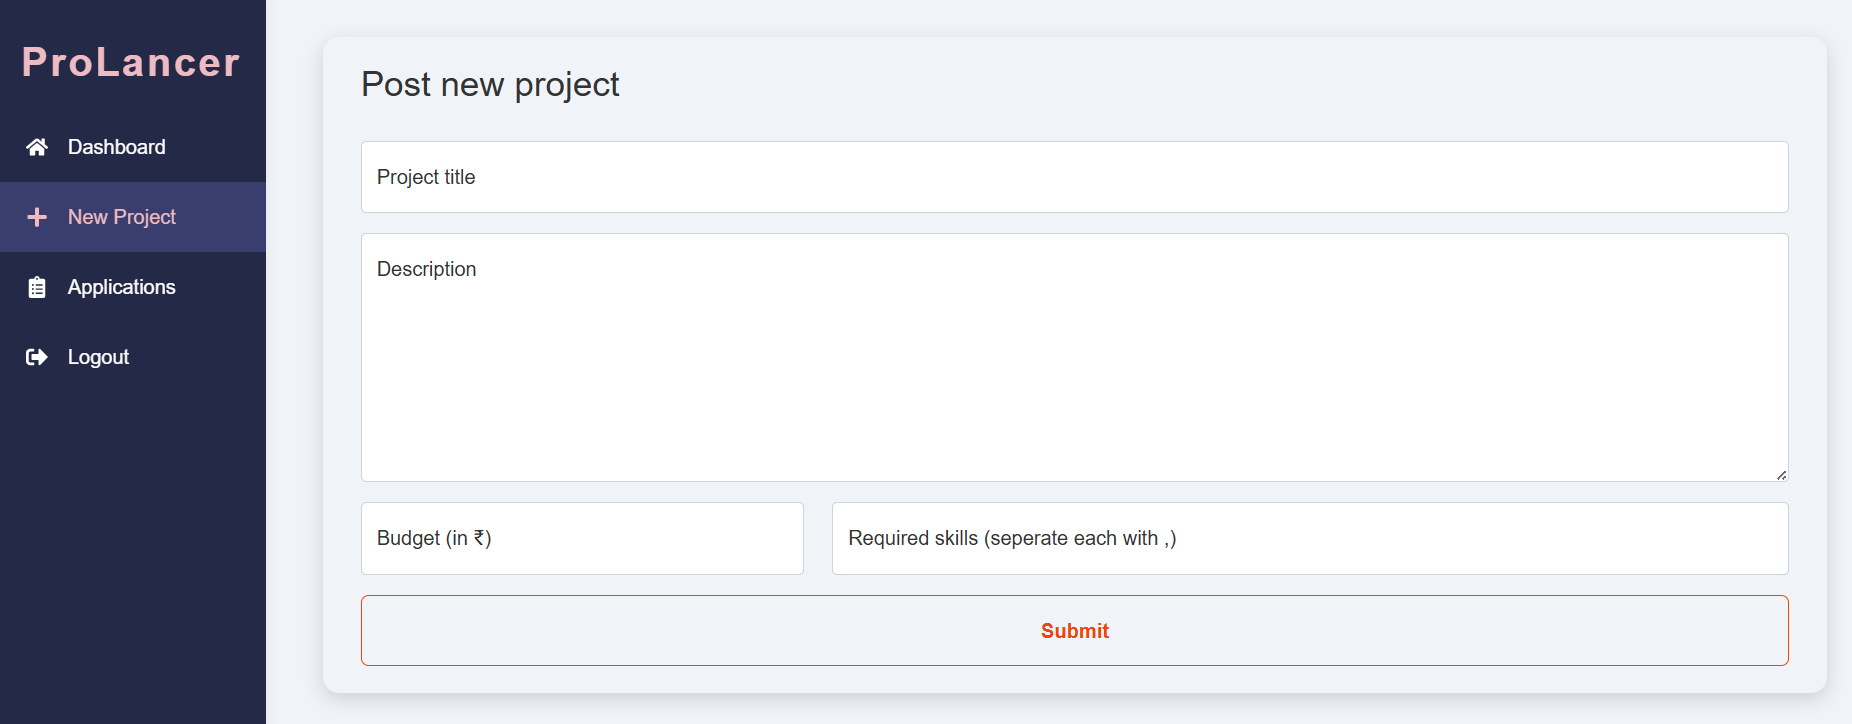 ProLancer
Dashboard
New Project
Applications
Logout
Post new project
Project title
Description
Budget (in ₹)
Required skills (seperate each with ,)
Submit